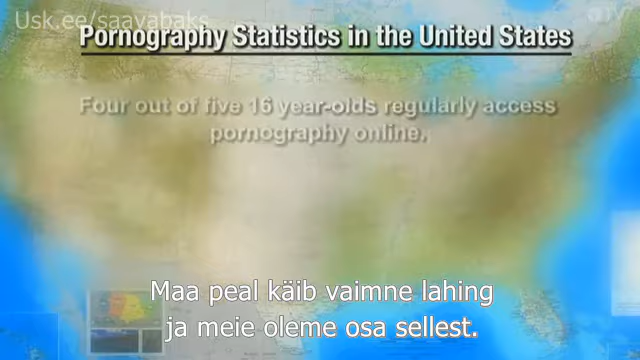 Usk.ee/saavabaks
Pornography Statistics in the United States
Four out of five 16 year-olds regularly access
pornography online.
Maa peal käib vaimne lahing
ja meie oleme osa sellest.